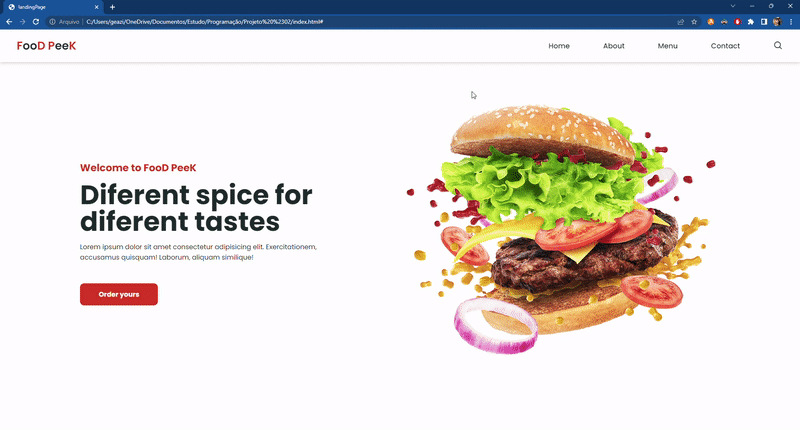 landingPage
Arquivo
C:/Users/geazi/OneDrive/Documentos/Estudo/Programação/Projeto%20%2302/index.html#
FooD PeeK
Home
About
Menu
Contact
Welcome to FooD PeeK
Diferent spice for
diferent tastes
Lorem ipsum dolor sit amet consectetur adipisicing elit. Exercitationem,
accusamus quisquam! Laborum, aliquam similique!
Order yours